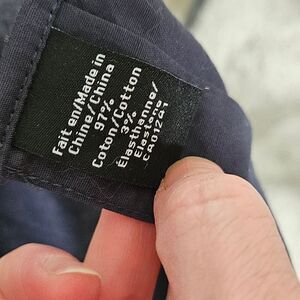 Fait en/Made in
Chine/China
97%
Coton/Cotton
3%
Élasthanne/
Elastane
CA01241